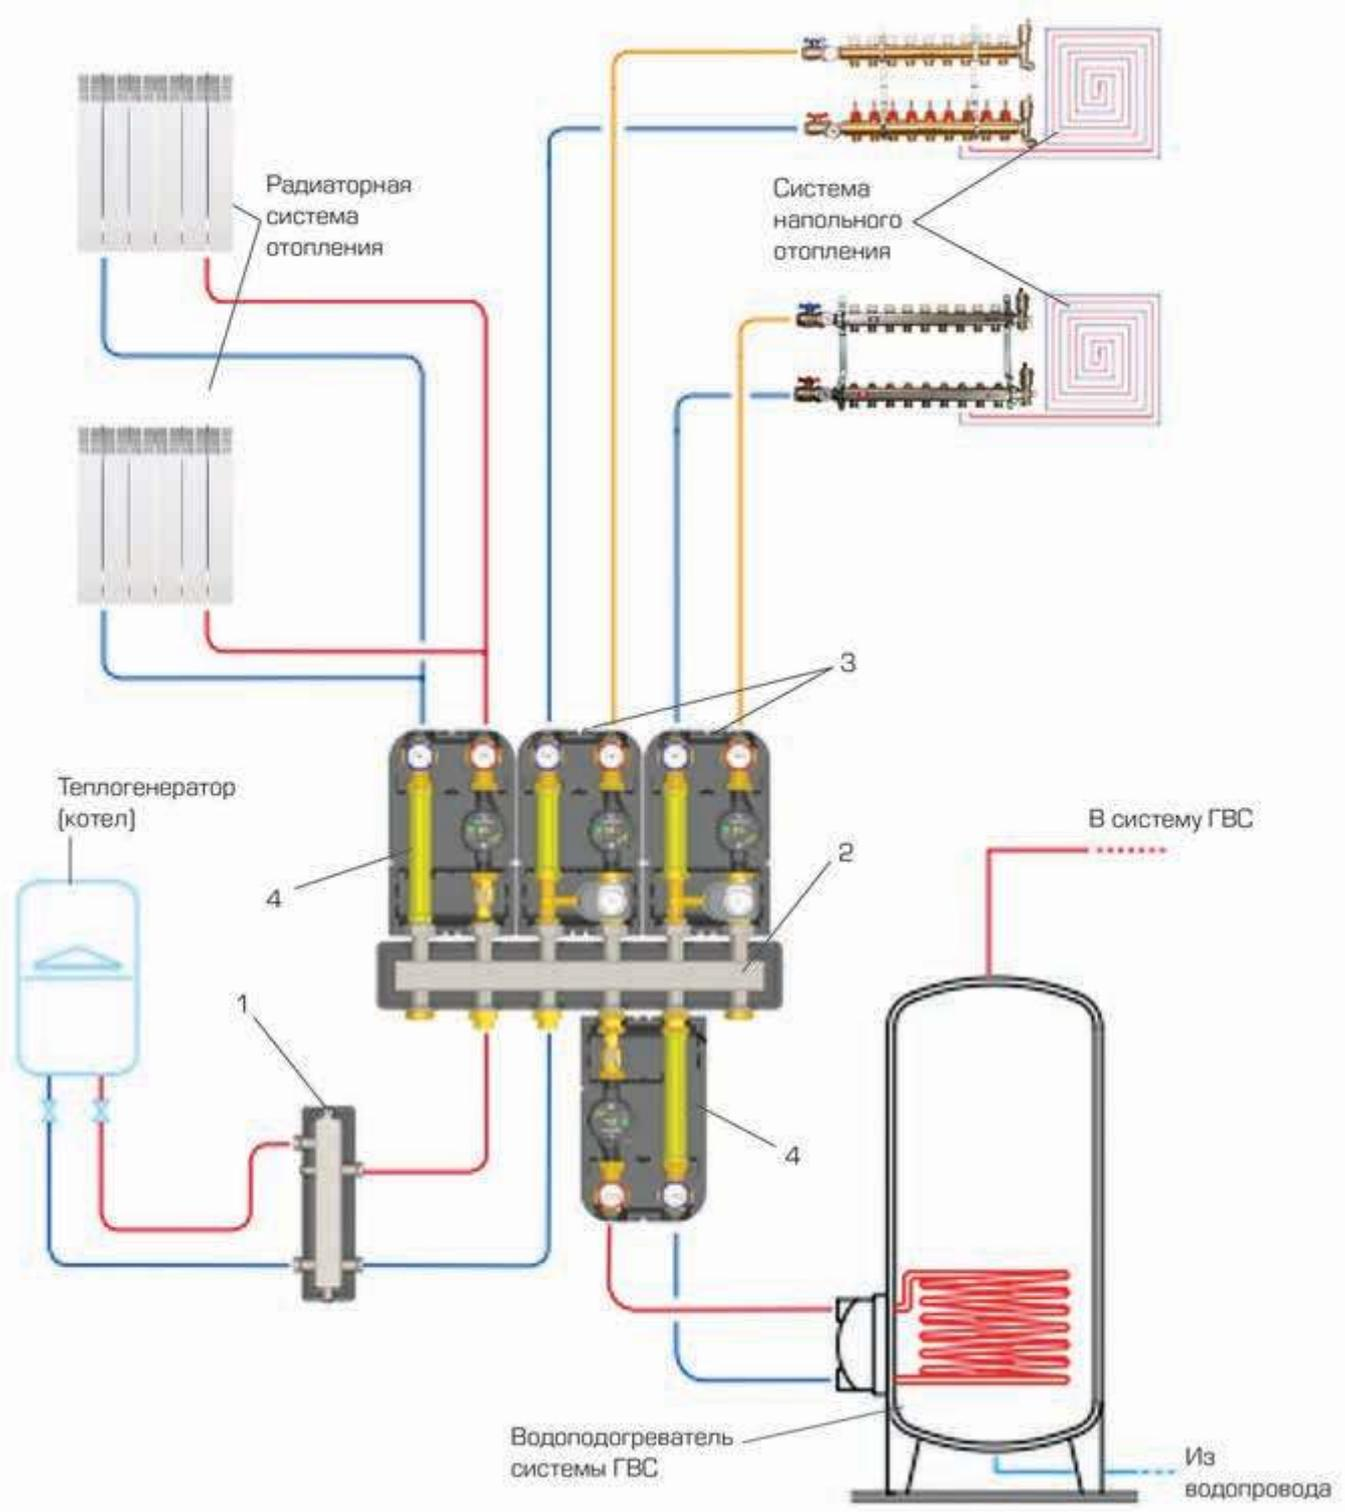 Радиаторная
система
отопления
Система
напольного
отопления
3
Теплогенератор
(котел)
В систему ГВС
2
4
1
4
Водоподогреватель
системы ГВС
Из
водопровода